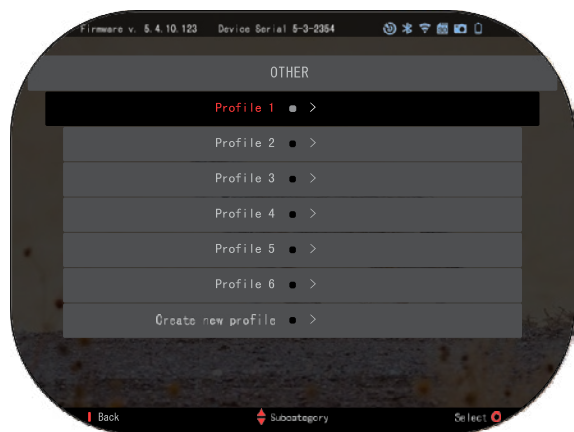 Firmware v. 5.4.10.123 Device Serial 5-3-2354
OTHER
Profile 1 >
Profile 2 >
Profile 3 >
Profile 4 >
Profile 5 >
Profile 6 >
Create new profile >
Back Subcategory Select